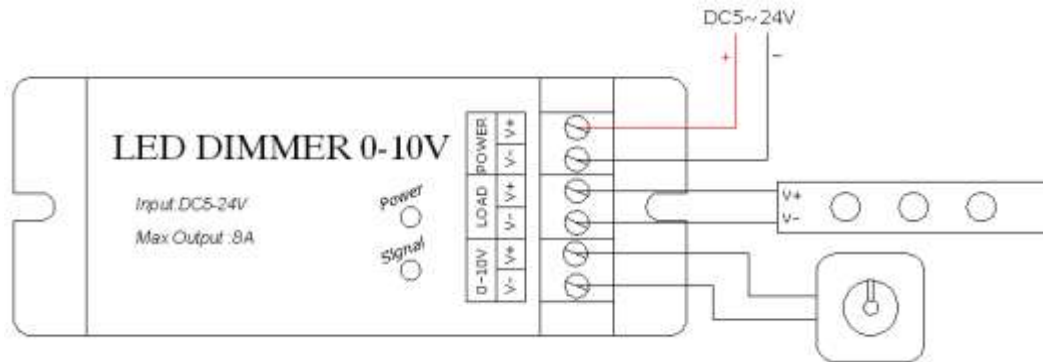 DC5~24V
+
-
LED DIMMER 0-10V
Input:DC5-24V
Max Output :8A
Power
Signal
POWER
V+
V-
LOAD
V+
V-
0-10V
V+
V-
V+
V-